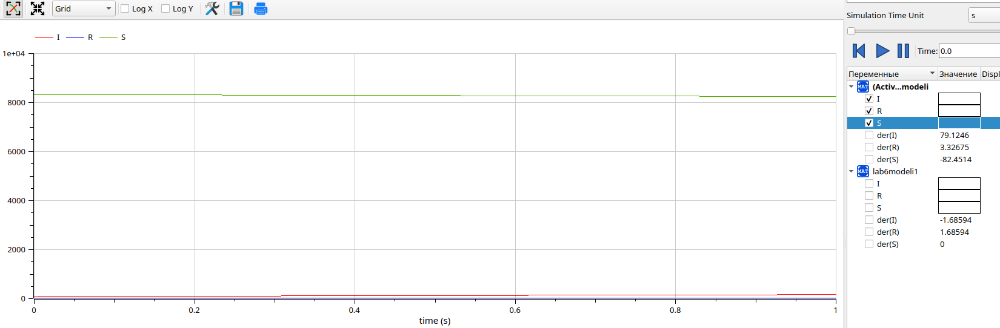 Grid
Log X
Log Y
I R S
1e+04
8000
6000
4000
2000
0
0 0.2 0.4 0.6 0.8 1
time (s)
Simulation Time Unit
s
Time: 0.0
Переменные Значение Displ
MAT (Activ...modeli
I
R
S
der(I) 79.1246
der(R) 3.32675
der(S) -82.4514
MAT lab6modeli1
I
R
S
der(I) -1.68594
der(R) 1.68594
der(S) 0